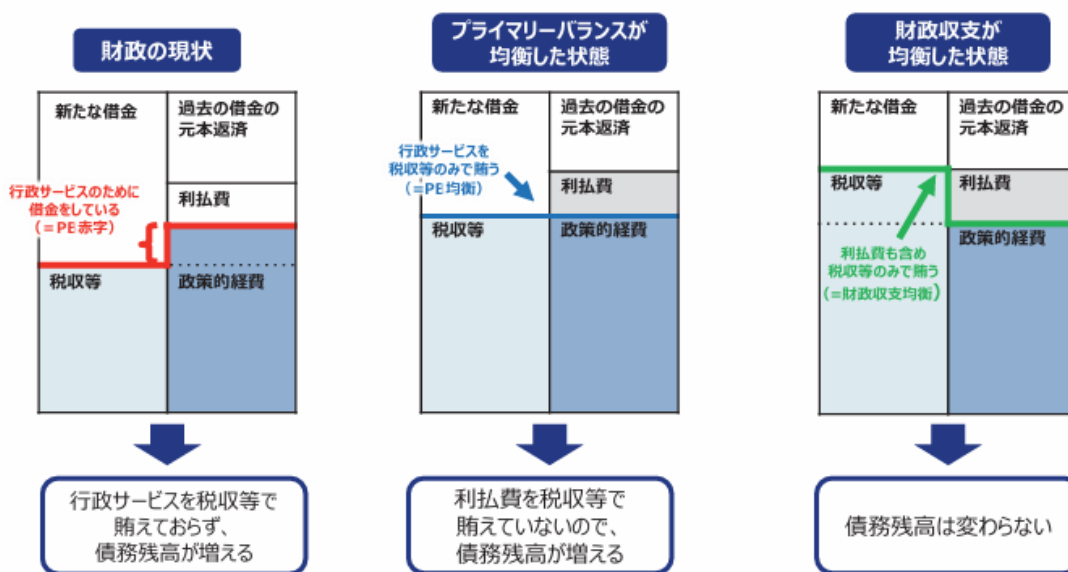 財政の現状
新たな借金
過去の借金の
元本返済
利払費
行政サービスのために
借金をしている
(=PB赤字)
税収等
政策的経費
行政サービスを税収等で
賄えておらず、
債務残高が増える
プライマリーバランスが
均衡した状態
新たな借金
過去の借金の
元本返済
行政サービスを
税収等のみで賄う
(=PB均衡)
利払費
税収等
政策的経費
利払費を税収等で
賄えていないので、
債務残高が増える
財政収支が
均衡した状態
新たな借金
過去の借金の
元本返済
税収等
利払費
政策的経費
利払費も含め
税収等のみで賄う
(=財政収支均衡)
債務残高は変わらない